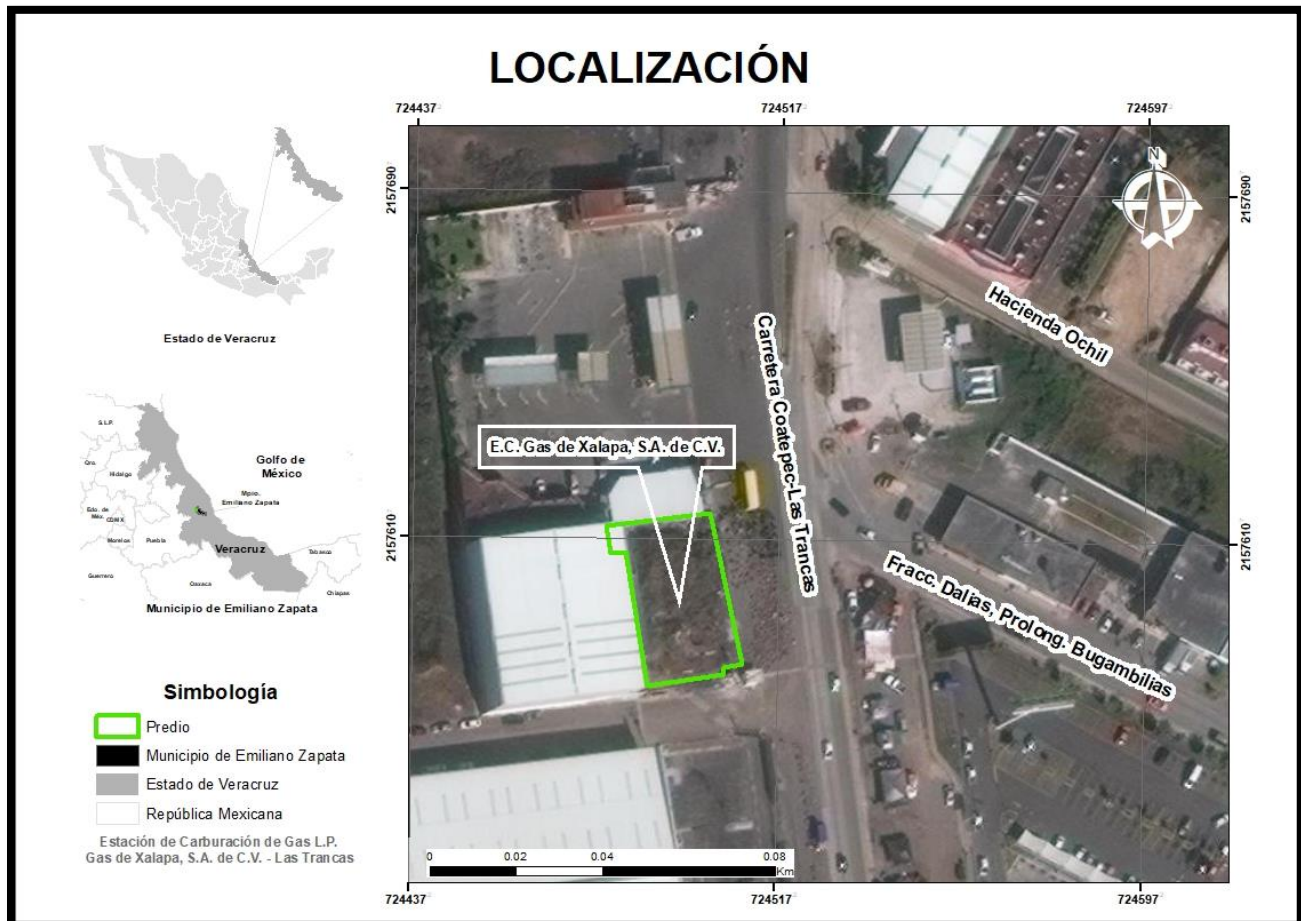 LOCALIZACIÓN
724437
724517
724597
2157690
2157690
N
Estado de Veracruz
Hacienda Ochil
Carretera Coatepec-Las Trancas
E.C. Gas de Xalapa, S.A. de C.V.
S.L.P.
Qro.
Hidalgo
Golfo de
México
Mpio.
Emiliano Zapata
Edo. de
Méx.
CDMX
Morelos
Puebla
Veracruz
Tabasco
Guerrero
Oaxaca
Chiapas
Municipio de Emiliano Zapata
2157610
2157610
Fracc. Dalias, Prolong. Bugambilias
Simbología
Predio
Municipio de Emiliano Zapata
Estado de Veracruz
República Mexicana
Estación de Carburación de Gas L.P.
Gas de Xalapa, S.A. de C.V. - Las Trancas
0 0.02 0.04 0.08
Km
724437
724517
724597